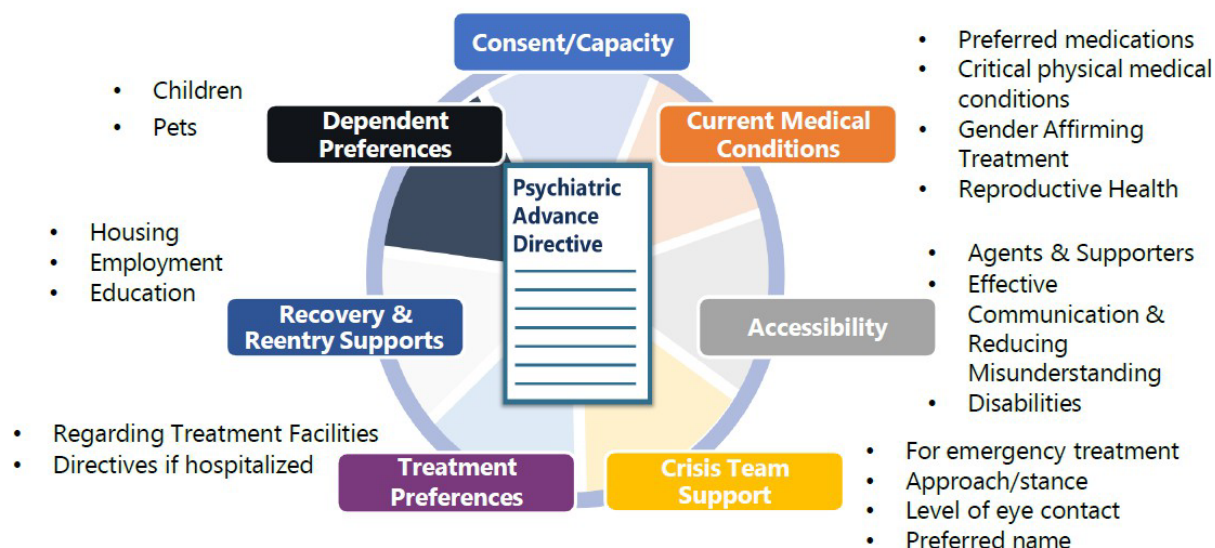 Consent/Capacity
• Preferred medications
• Critical physical medical
conditions
• Gender Affirming
Treatment
• Reproductive Health
Current Medical
Conditions
• Agents & Supporters
• Effective
Communication &
Reducing
Misunderstanding
• Disabilities
Accessibility
• For emergency treatment
• Approach/stance
• Level of eye contact
• Preferred name
Crisis Team
Support
Treatment
Preferences
• Regarding Treatment Facilities
• Directives if hospitalized
Recovery &
Reentry Supports
• Housing
• Employment
• Education
Dependent
Preferences
• Children
• Pets
Psychiatric
Advance
Directive